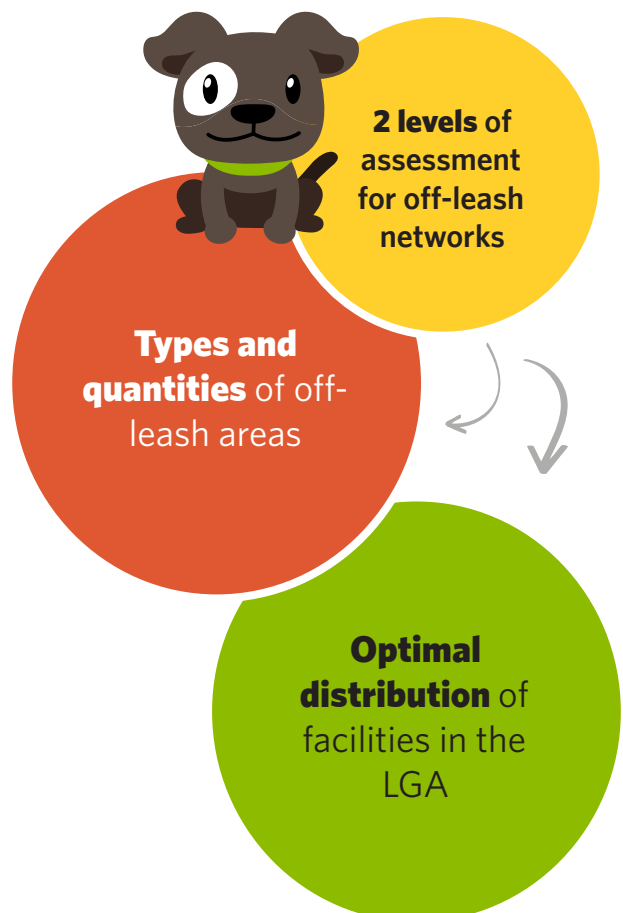 2 levels of
assessment
for off-leash
networks
Types and
quantities of off-
leash areas
Optimal
distribution of
facilities in the
LGA